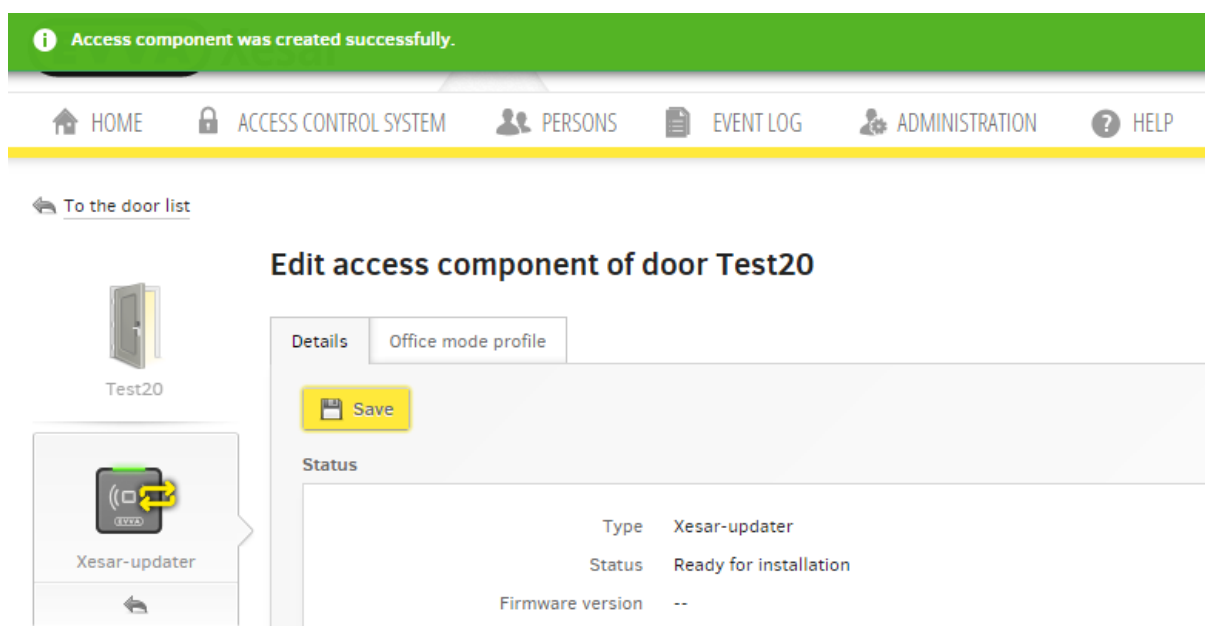 Access component was created successfully.
HOME ACCESS CONTROL SYSTEM PERSONS EVENT LOG ADMINISTRATION HELP
To the door list
Edit access component of door Test20
Details Office mode profile
Test20
Save
Status
EVVA
Type Xesar-updater
Xesar-updater
Status Ready for installation
Firmware version --